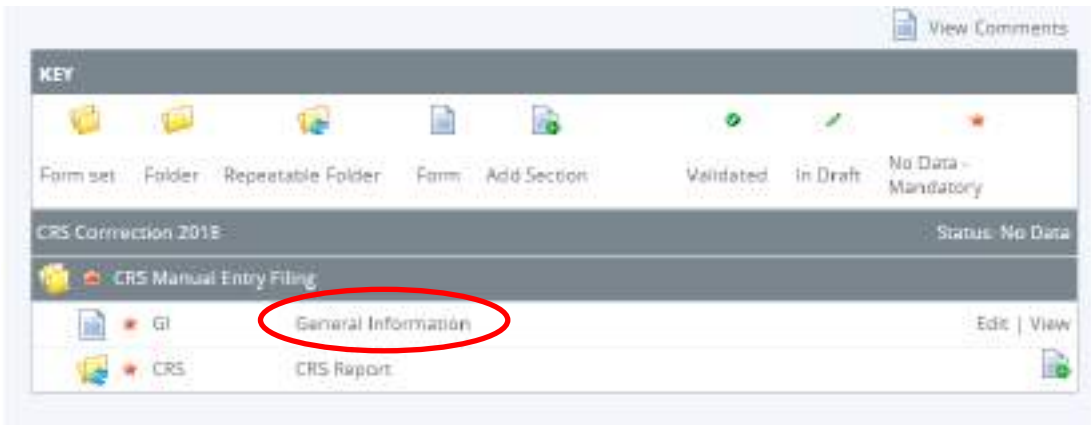 View Comments
KEY
Form set Folder Repeatable Folder Form Add Section Validated In Draft No Data - Mandatory
CRS Correction 2018 Status: No Data
CRS Manual Entry Filing
GI General Information Edit | View
CRS CRS Report